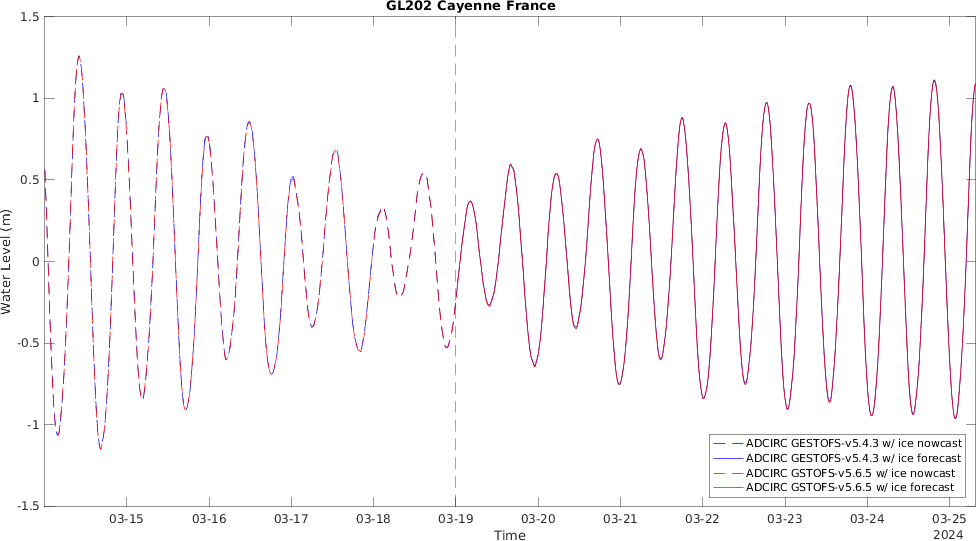 GL202 Cayenne France
1.5
1
0.5
0
-0.5
-1
-1.5
Water Level (m)
ADCIRC GESTOFS-v5.4.3 w/ ice nowcast
ADCIRC GESTOFS-v5.4.3 w/ ice forecast
ADCIRC GSTOFS-v5.6.5 w/ ice nowcast
ADCIRC GSTOFS-v5.6.5 w/ ice forecast
03-15 03-16 03-17 03-18 03-19 03-20 03-21 03-22 03-23 03-24 03-25
Time
2024